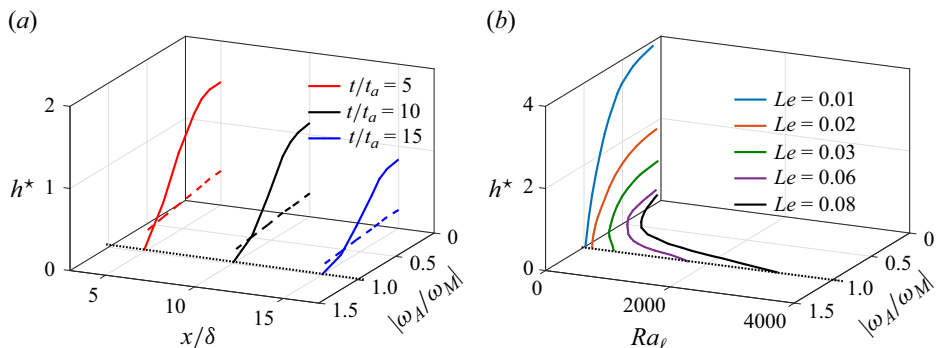 (a)
2
1
0
h⋆
5
10
15
x/δ
0
0.5
1.0
1.5
|ω_A/ω_M|
t/t_a = 5
t/t_a = 10
t/t_a = 15
(b)
4
2
0
h⋆
0
2000
4000
Ra_ℓ
0
0.5
1.0
1.5
|ω_A/ω_M|
Le = 0.01
Le = 0.02
Le = 0.03
Le = 0.06
Le = 0.08